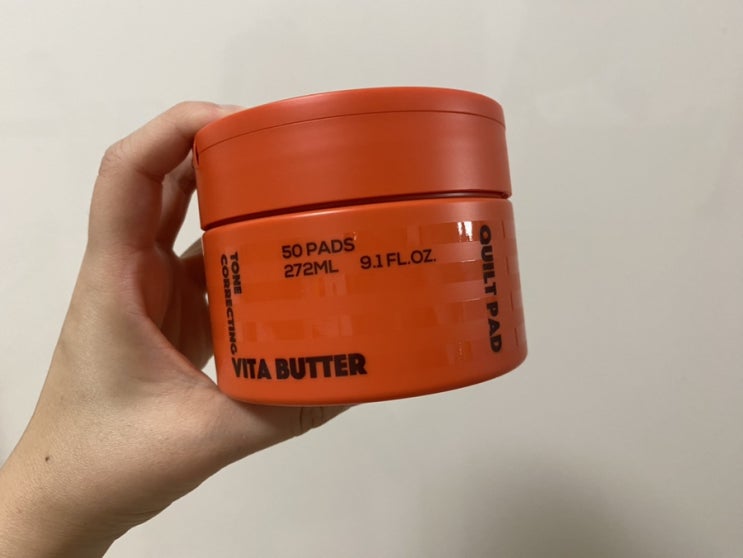 TONE
CORRECTING
50 PADS
272ML 9.1 FL.OZ.
VITA BUTTER
QUILT PAD